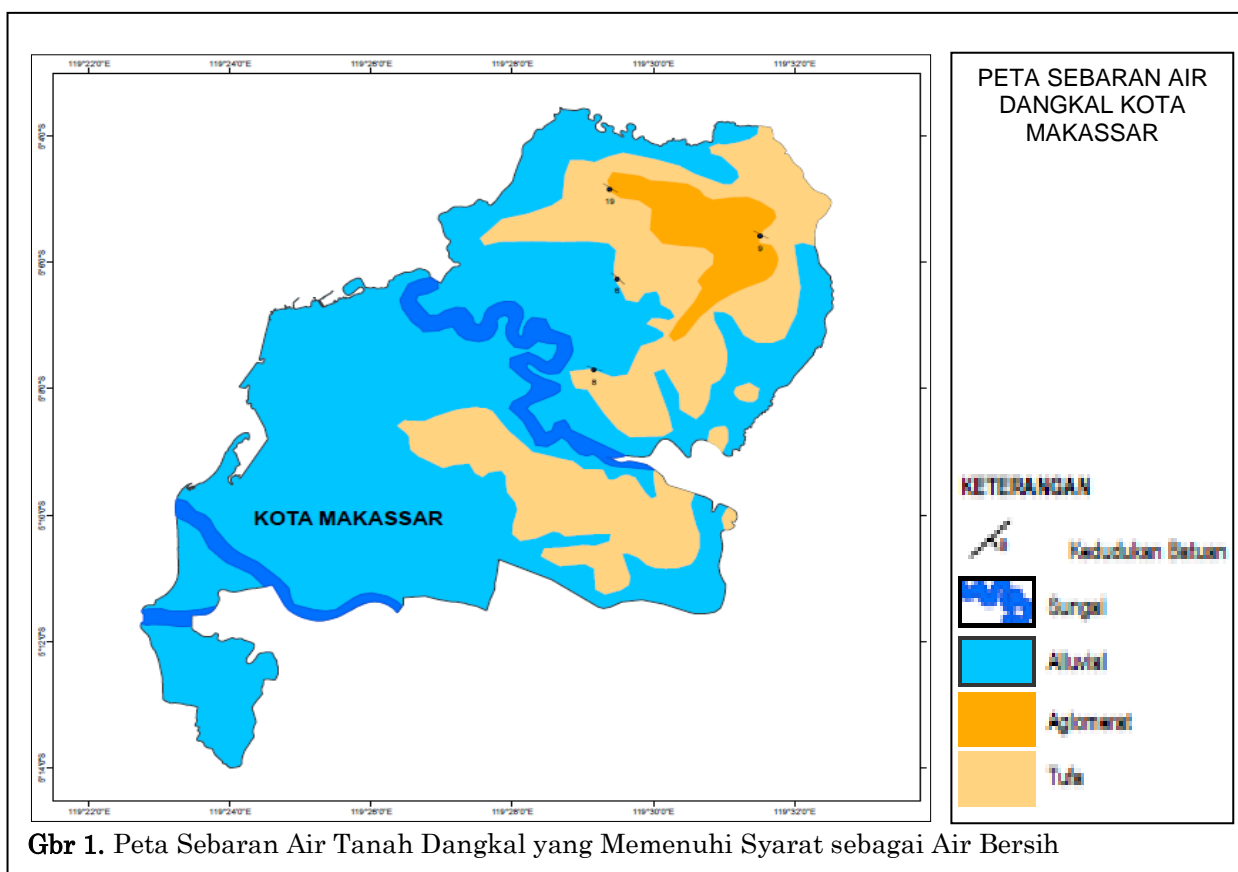 119°22'0"E 119°24'0"E 119°26'0"E 119°28'0"E 119°30'0"E 119°32'0"E
PETA SEBARAN AIR
DANGKAL KOTA
MAKASSAR
19
9
8
KOTA MAKASSAR
KETERANGAN
Kedudukan Batuan
Sungai
Alluvial
Aglomerat
Tufa
119°22'0"E 119°24'0"E 119°26'0"E 119°28'0"E 119°30'0"E 119°32'0"E
Gbr 1. Peta Sebaran Air Tanah Dangkal yang Memenuhi Syarat sebagai Air Bersih